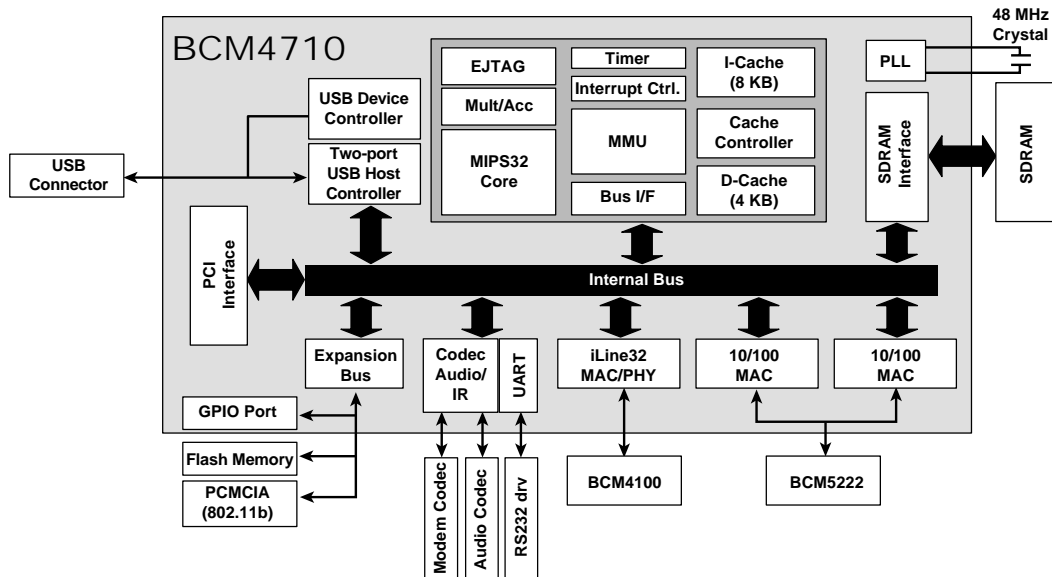 48 MHz
Crystal
BCM4710
EJTAG
Timer
I-Cache
(8 KB)
PLL
Mult/Acc
Interrupt Ctrl.
USB Device
Controller
MIPS32
Core
MMU
Cache
Controller
SDRAM
Interface
SDRAM
USB
Connector
Two-port
USB Host
Controller
Bus I/F
D-Cache
(4 KB)
PCI
Interface
Internal Bus
Expansion
Bus
Codec
Audio/
IR
UART
iLine32
MAC/PHY
10/100
MAC
10/100
MAC
GPIO Port
Flash Memory
PCMCIA
(802.11b)
Modem Codec
Audio Codec
RS232 drv
BCM4100
BCM5222